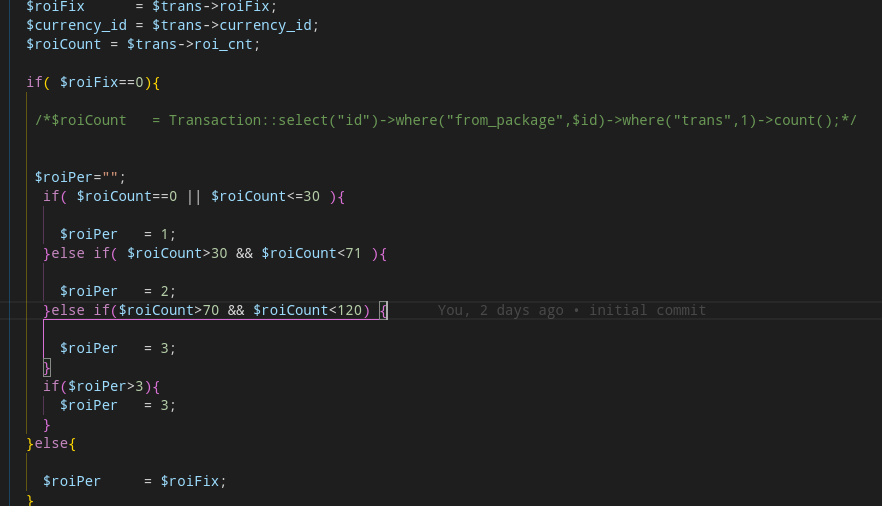 $roiFix      = $trans->roiFix;
$currency_id = $trans->currency_id;
$roiCount = $trans->roi_cnt;
if( $roiFix==0){
/*$roiCount   = Transaction::select("id")->where("from_package",$id)->where("trans",1)->count();*/
$roiPer="";
if( $roiCount==0 || $roiCount<=30 ){
$roiPer   = 1;
}else if( $roiCount>30 && $roiCount<71 ){
$roiPer   = 2;
}else if($roiCount>70 && $roiCount<120) {      You, 2 days ago • initial commit
$roiPer   = 3;
}
if($roiPer>3){
$roiPer   = 3;
}
}else{
$roiPer     = $roiFix;
}